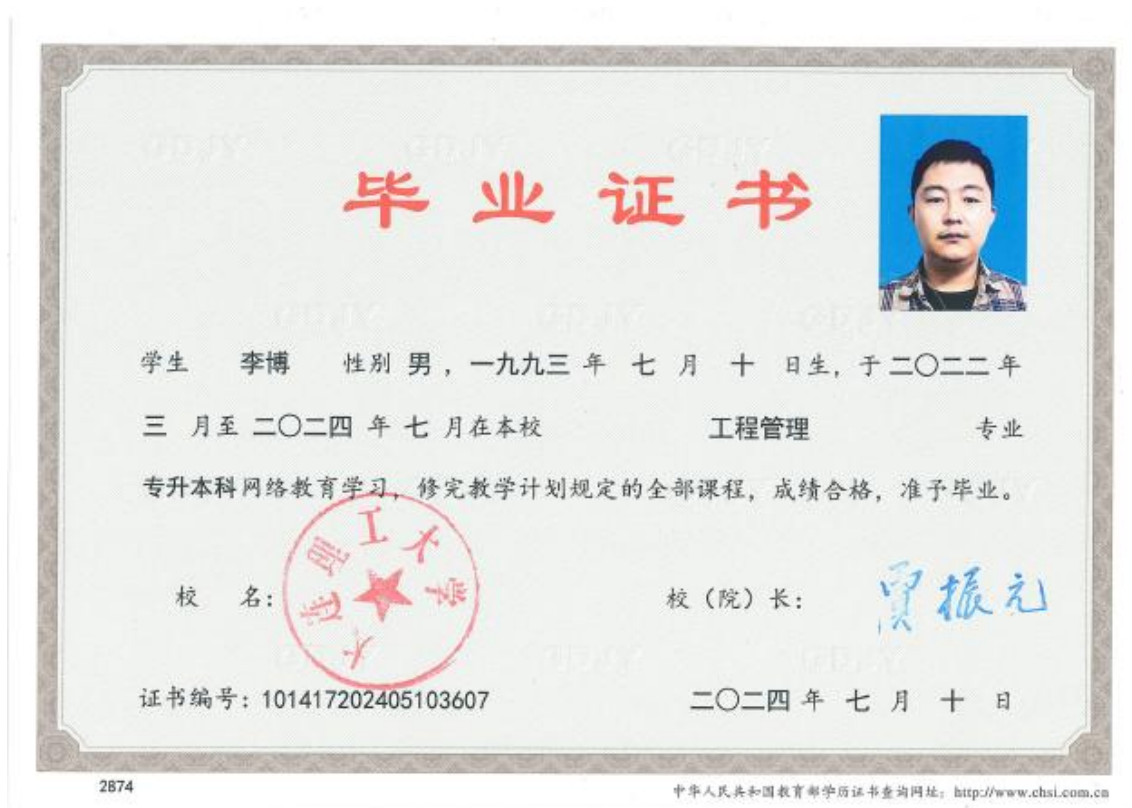 毕业证书
学生 李博 性别 男，一九九三 年 七 月 十 日生，于 二〇二二 年
三 月至 二〇二四 年 七 月在本校 工程管理 专业
专升本科网络教育学习，修完教学计划规定的全部课程，成绩合格，准予毕业。
大连理工大学
校 名： 校（院）长： 贾振元
证书编号：101417202405103607 二〇二四 年 七 月 十 日
2874 中华人民共和国教育部学历证书查询网址：http://www.chsi.com.cn